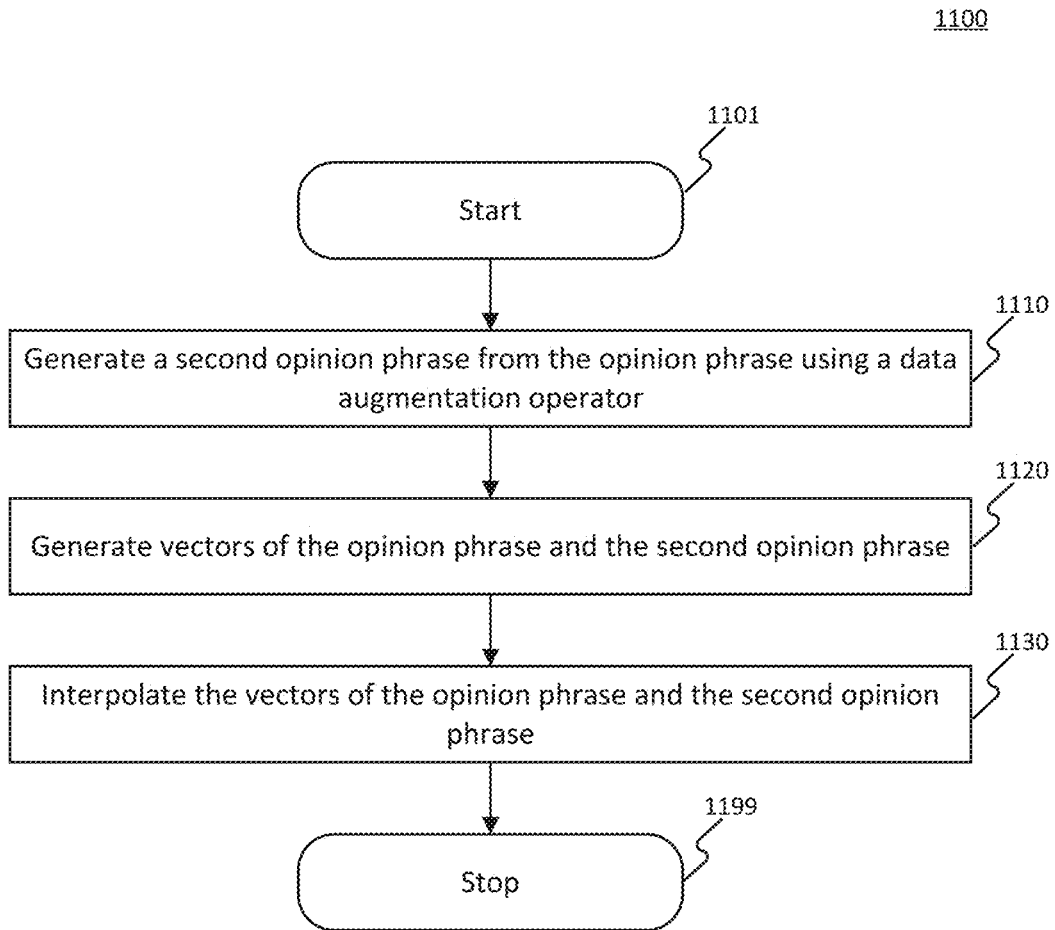 1100
1101
Start
1110
Generate a second opinion phrase from the opinion phrase using a data
augmentation operator
1120
Generate vectors of the opinion phrase and the second opinion phrase
1130
Interpolate the vectors of the opinion phrase and the second opinion
phrase
1199
Stop